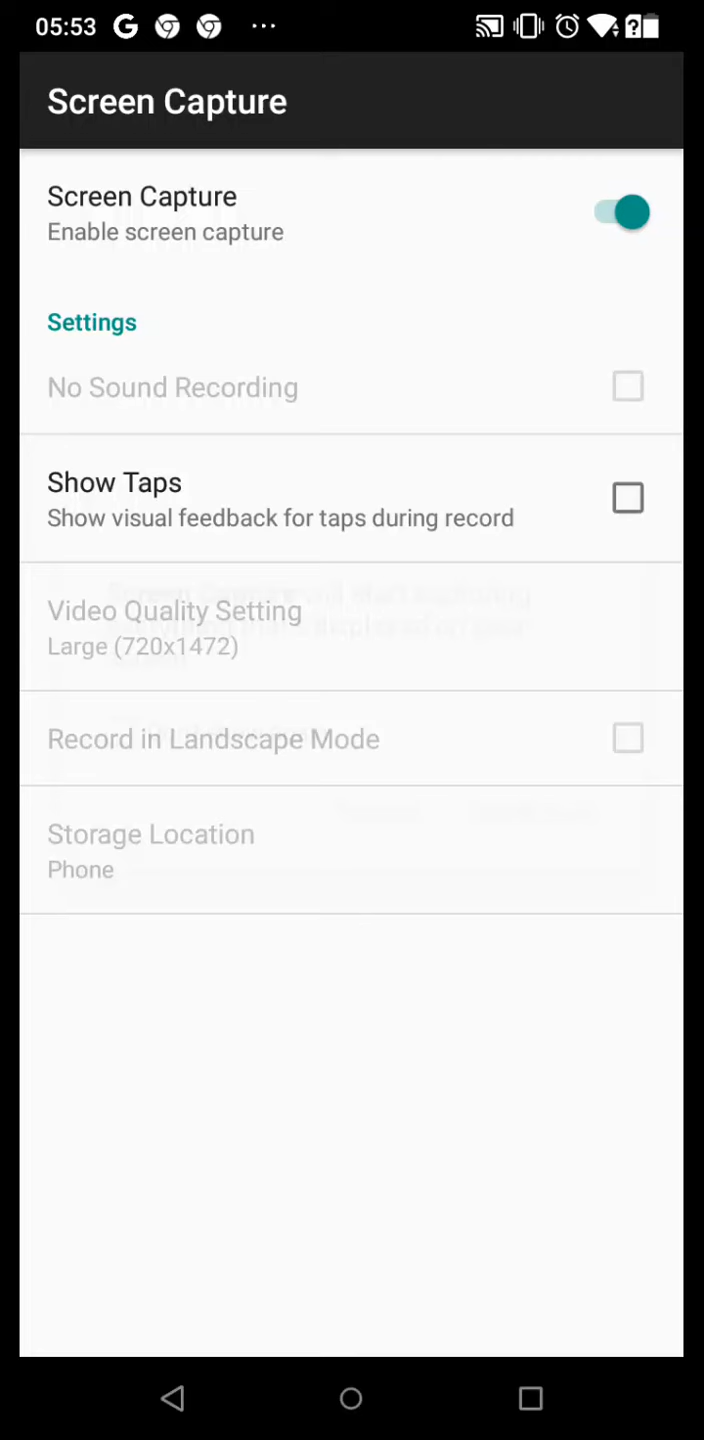 05:53
Screen Capture
Screen Capture
Enable screen capture
Settings
No Sound Recording
Show Taps
Show visual feedback for taps during record
Video Quality Setting
Large (720x1472)
Record in Landscape Mode
Storage Location
Phone